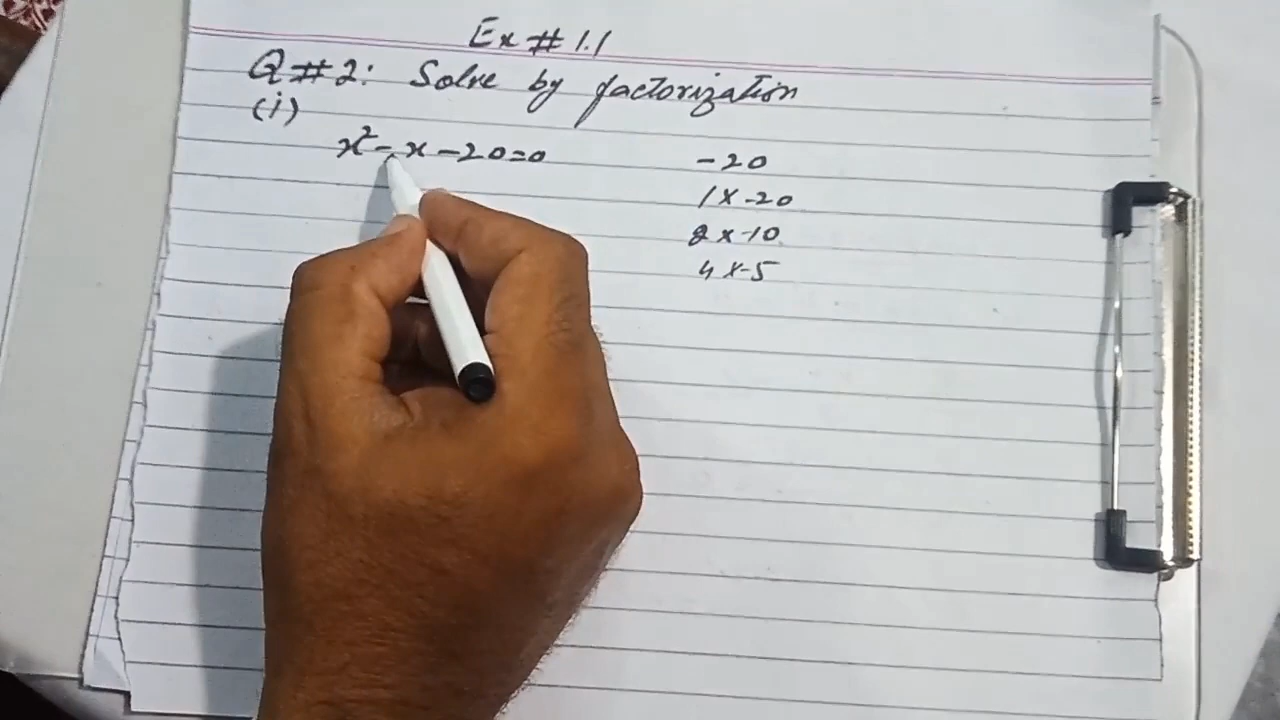 Ex # 1.1
Q # 2: Solve by factorization
(i)
x² - x - 20 = 0
-20
1 x -20
2 x -10
4 x -5